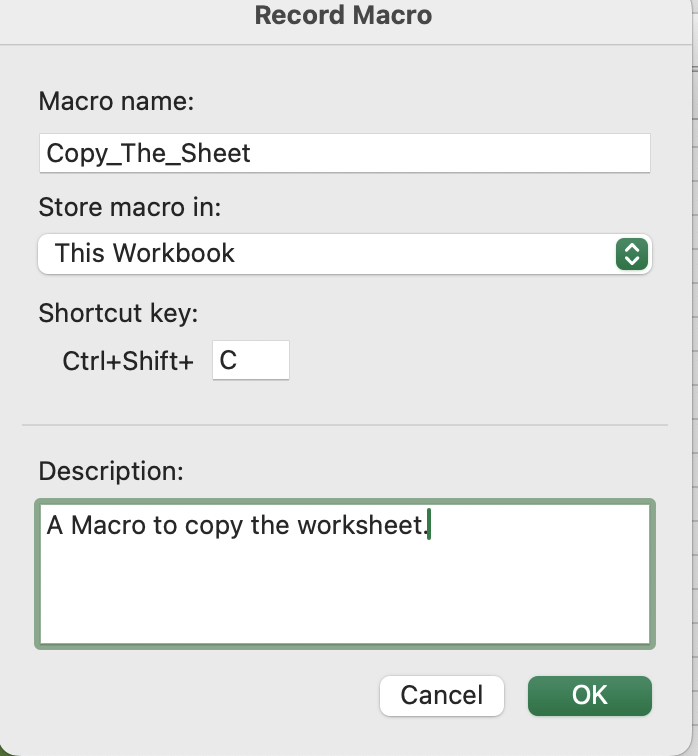 Record Macro
Macro name:
Copy_The_Sheet
Store macro in:
This Workbook
Shortcut key:
Ctrl+Shift+ C
Description:
A Macro to copy the worksheet.
Cancel OK